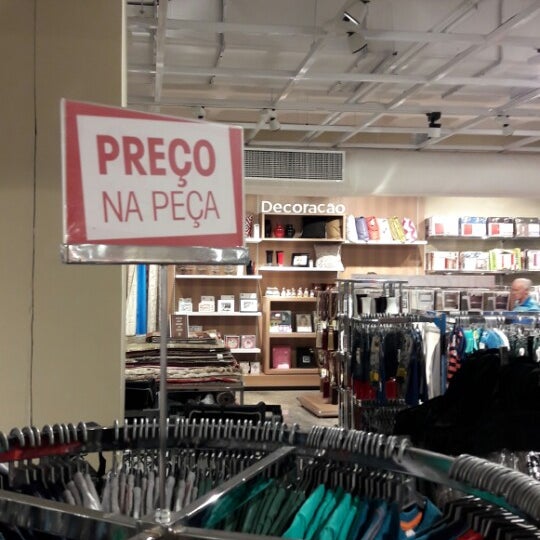 PREÇO
NA PEÇA
Decoração